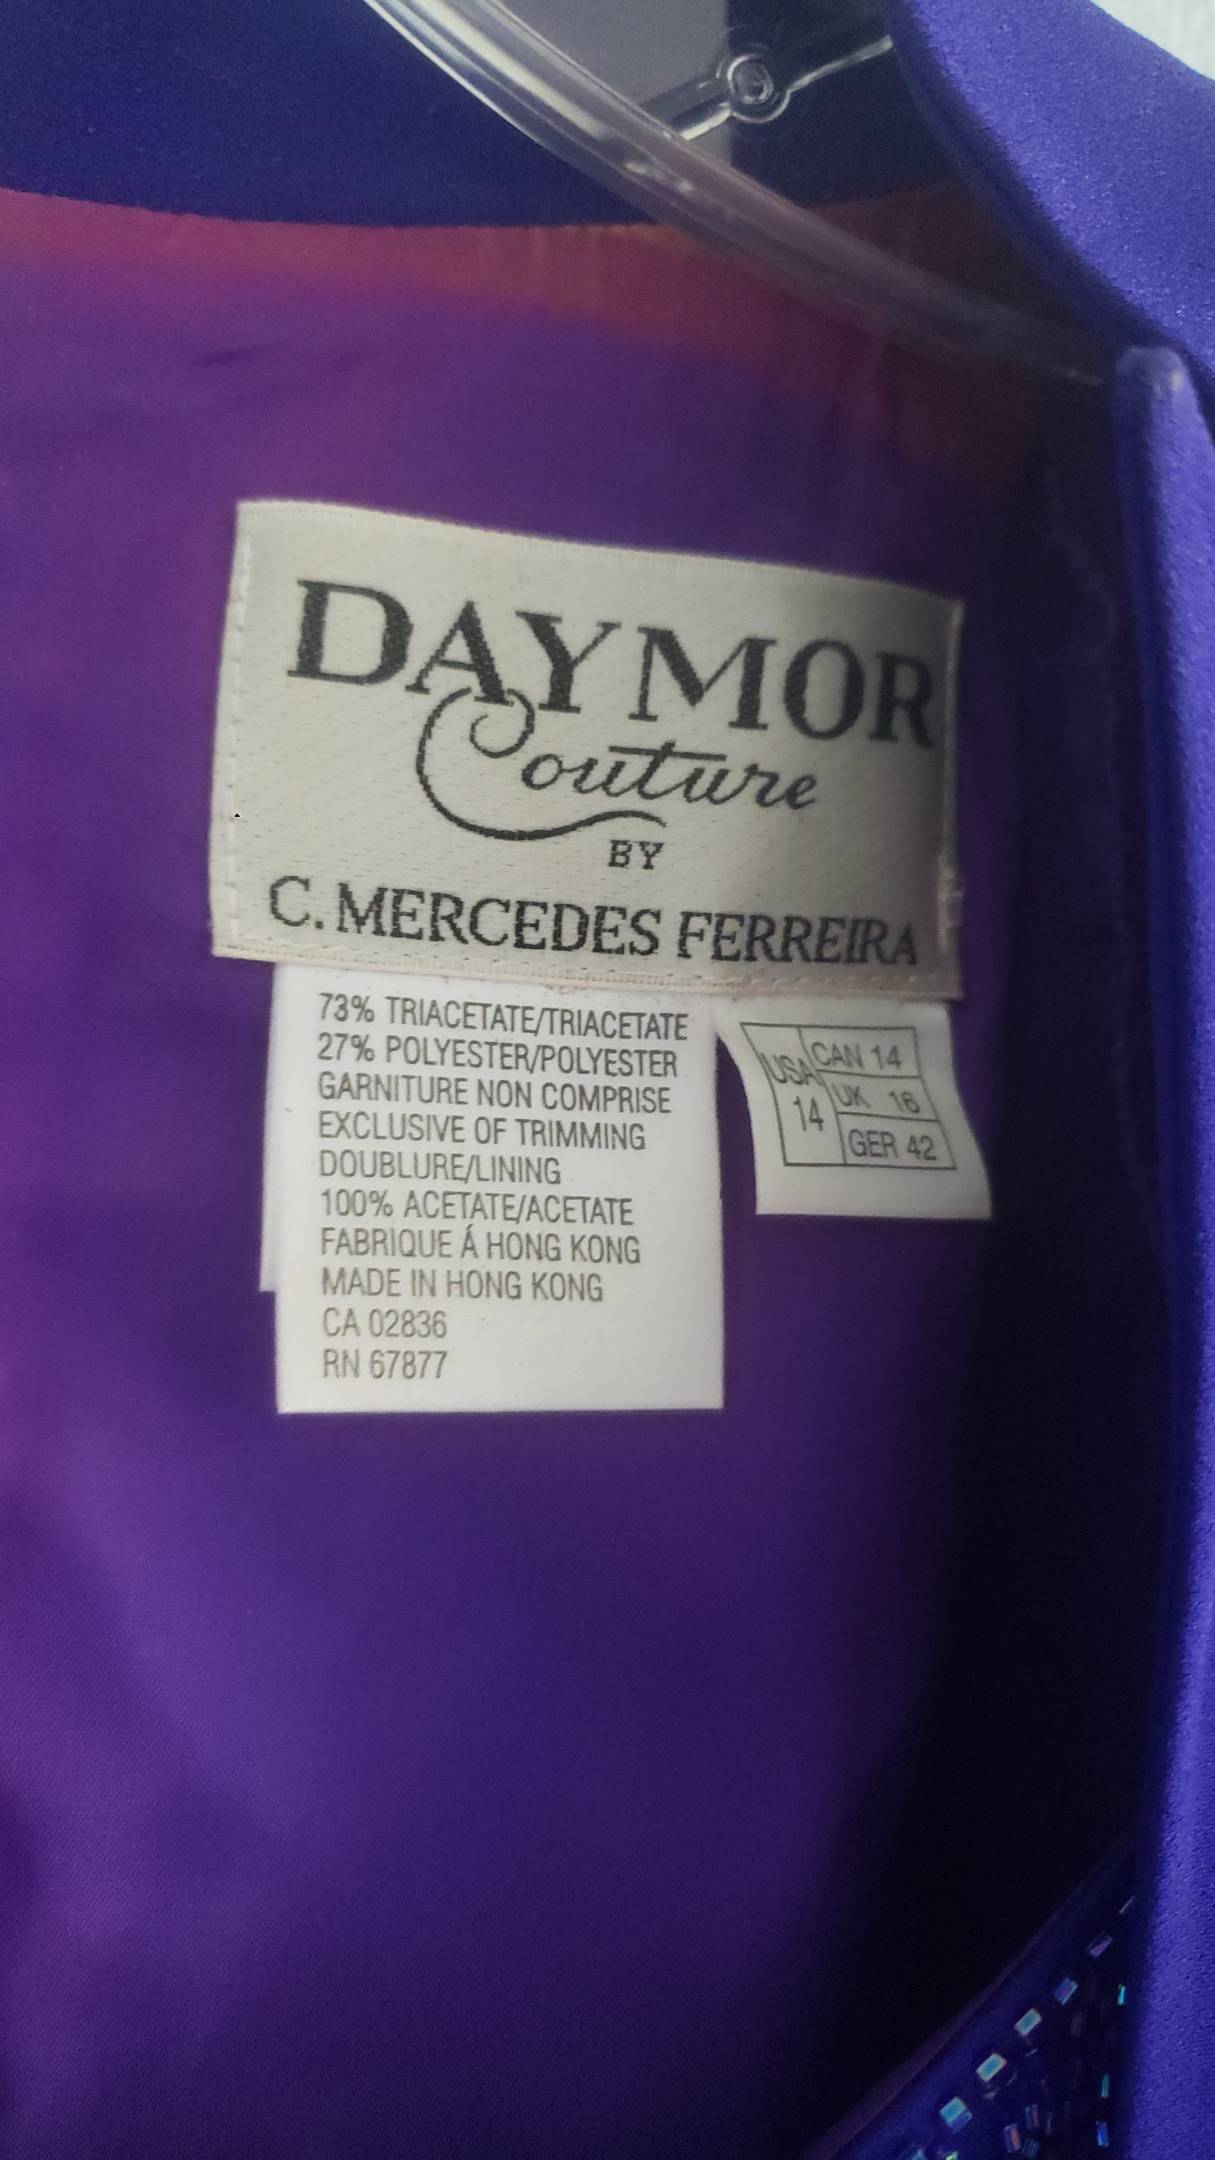 DAYMOR
Couture
BY
C. MERCEDES FERREIRA
73% TRIACETATE/TRIACETATE
27% POLYESTER/POLYESTER
GARNITURE NON COMPRISE
EXCLUSIVE OF TRIMMING
DOUBLURE/LINING
100% ACETATE/ACETATE
FABRIQUE Á HONG KONG
MADE IN HONG KONG
CA 02836
RN 67877
USA
14
CAN 14
UK 16
GER 42